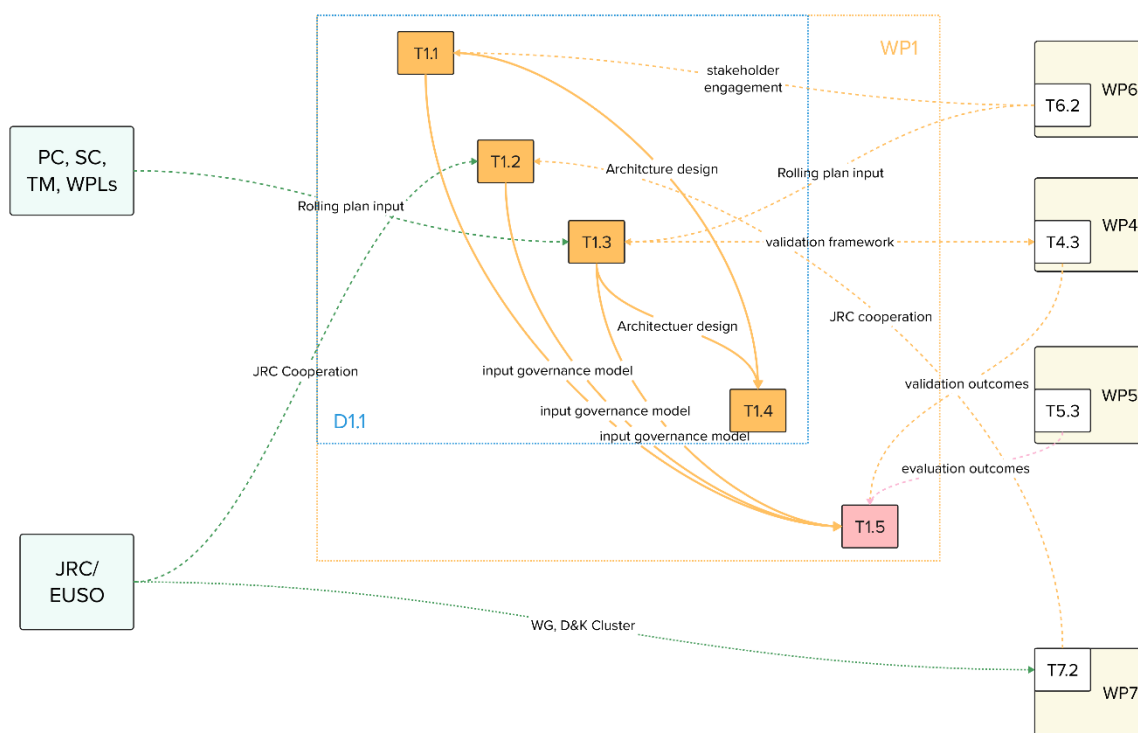 WP1
T1.1
stakeholder
engagement
WP6
T6.2
PC, SC,
TM, WPLs
T1.2
Architcture design
Rolling plan input
Rolling plan input
T1.3
validation framework
T4.3
WP4
Architectuer design
JRC cooperation
JRC Cooperation
input governance model
validation outcomes
WP5
T5.3
D1.1
T1.4
input governance model
input governance model
evaluation outcomes
T1.5
JRC/
EUSO
WG, D&K Cluster
T7.2
WP7